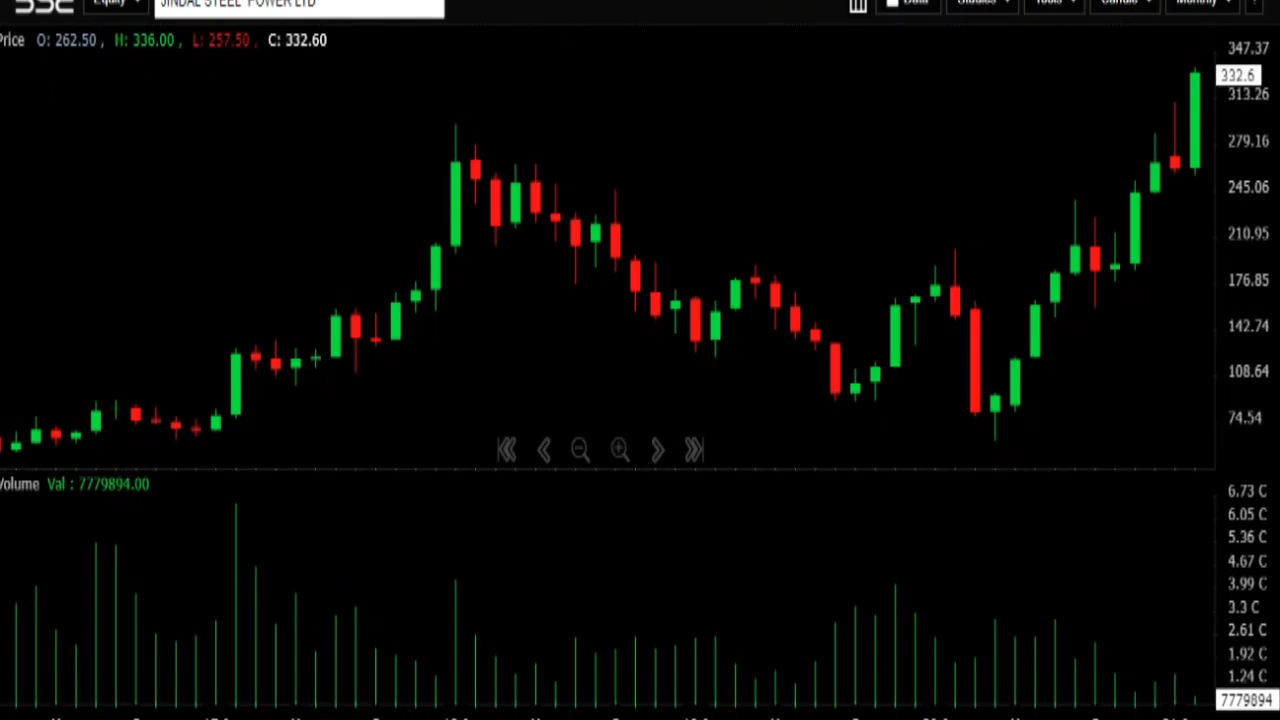 Equity JINDAL STEEL POWER LTD Data Studies Tools Candle Monthly
Price O: 262.50 , H: 336.00 , L: 257.50 , C: 332.60
347.37
332.6
313.26
279.16
245.06
210.95
176.85
142.74
108.64
74.54
Volume Val : 7779894.00
6.73 C
6.05 C
5.36 C
4.67 C
3.99 C
3.3 C
2.61 C
1.92 C
1.24 C
7779894